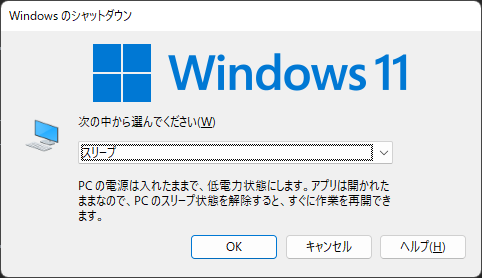 Windows のシャットダウン
Windows 11
次の中から選んでください(W)
スリープ
PC の電源は入れたままで、低電力状態にします。アプリは開かれた
ままなので、PC のスリープ状態を解除すると、すぐに作業を再開でき
ます。
OK
キャンセル
ヘルプ(H)